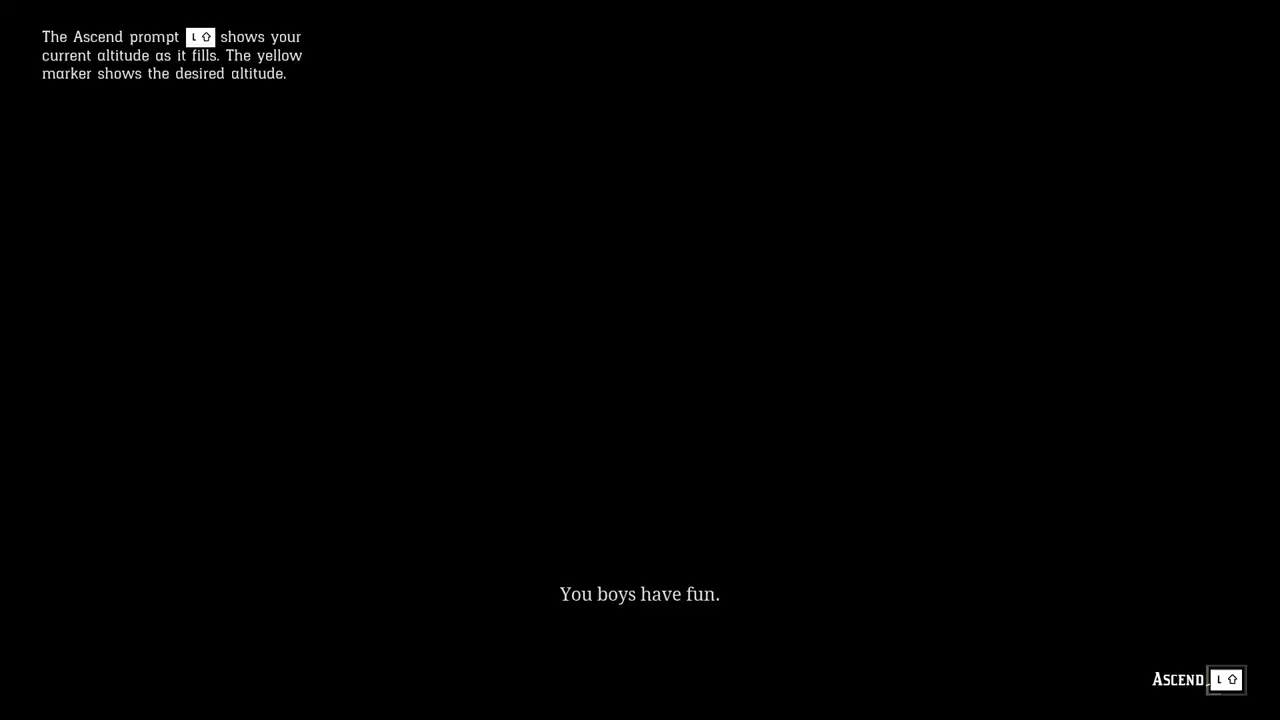 The Ascend prompt L ⇧ shows your
current altitude as it fills. The yellow
marker shows the desired altitude.
You boys have fun.
Ascend L ⇧